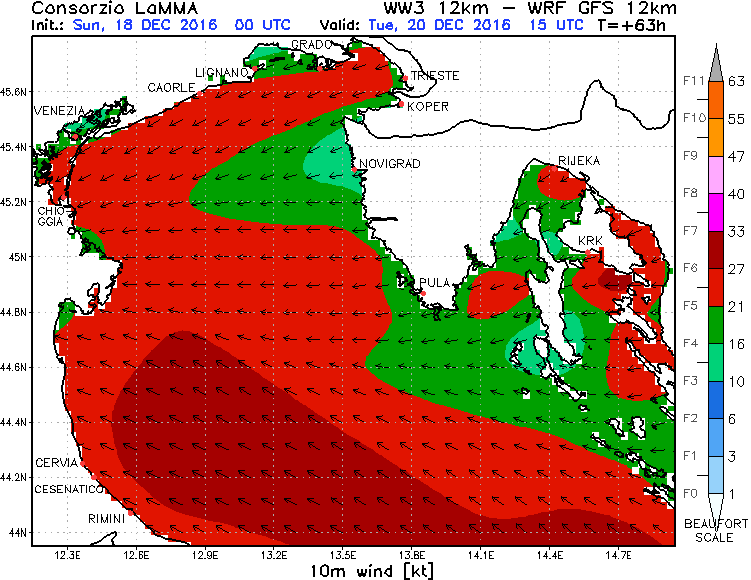 Consorzio LaMMA WW3 12km – WRF GFS 12km
Init.: Sun, 18 DEC 2016 00 UTC Valid: Tue, 20 DEC 2016 15 UTC T=+63h
GRADO
LIGNANO
TRIESTE
CAORLE
KOPER
VENEZIA
NOVIGRAD
RIJEKA
CHIO-
GGIA
KRK
PULA
CERVIA
CESENATICO
RIMINI
45.6N
45.4N
45.2N
45N
44.8N
44.6N
44.4N
44.2N
44N
12.3E 12.6E 12.9E 13.2E 13.5E 13.8E 14.1E 14.4E 14.7E
10m wind [kt]
F11 63
55
F10
F9 47
F8 40
F7 33
F6 27
F5 21
F4 16
F3 10
F2 6
F1 3
F0 1
BEAUFORT
SCALE